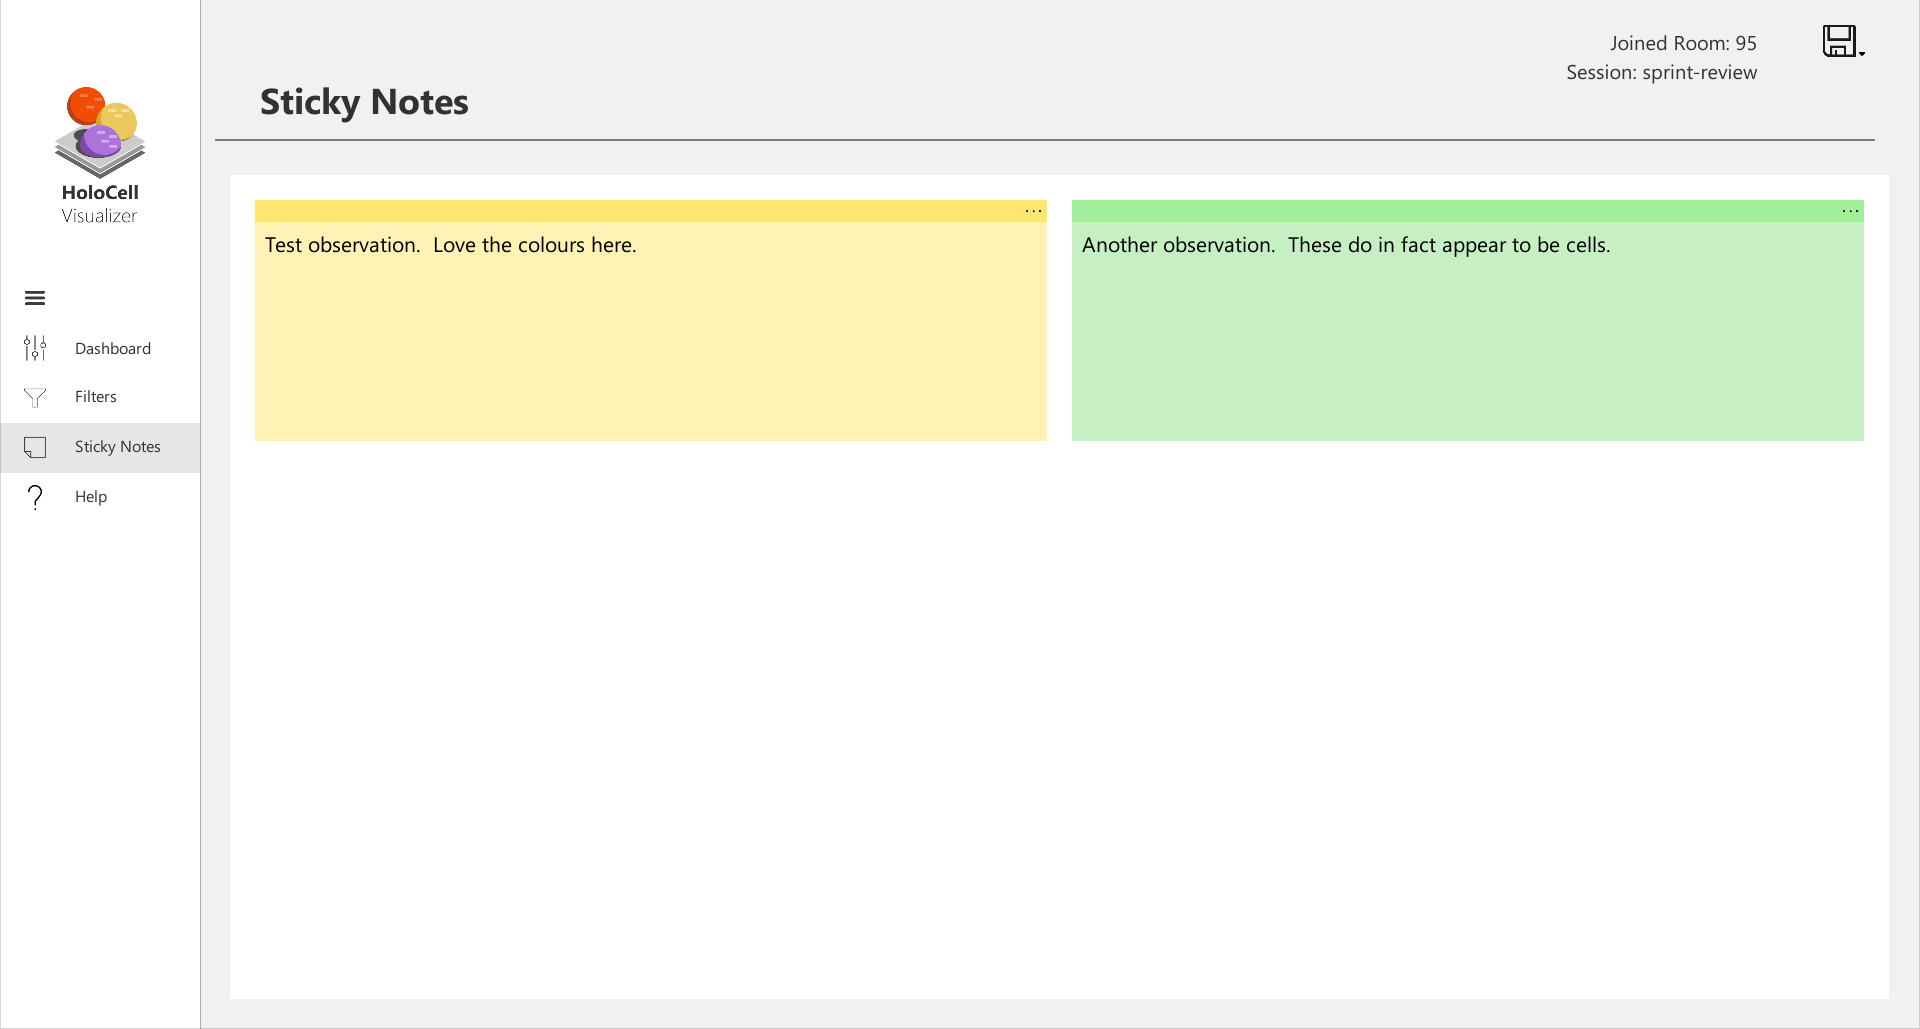 HoloCell
Visualizer
Dashboard
Filters
Sticky Notes
Help
Joined Room: 95
Session: sprint-review
Sticky Notes
Test observation.  Love the colours here.
Another observation.  These do in fact appear to be cells.